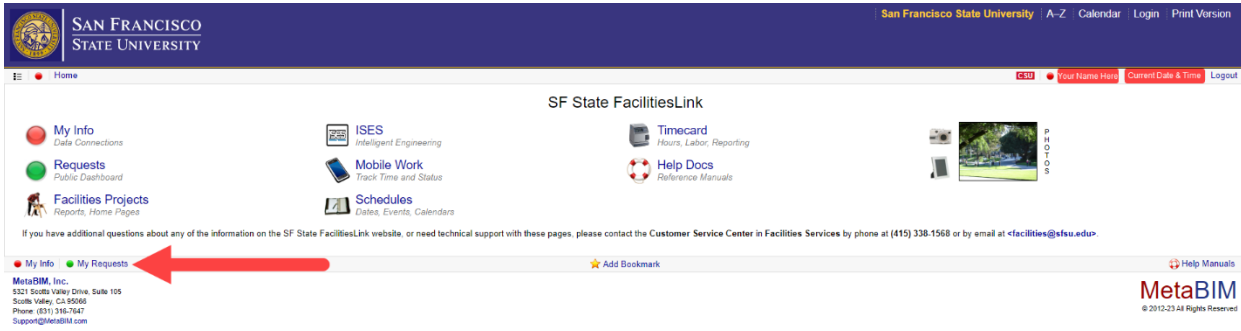 SAN FRANCISCO
STATE UNIVERSITY
San Francisco State University A–Z Calendar Login Print Version
Home CSU Your Name Here Current Date & Time Logout
SF State FacilitiesLink
My Info
Data Connections
ISES
Intelligent Engineering
Timecard
Hours, Labor, Reporting
PHOTOS
Requests
Public Dashboard
Mobile Work
Track Time and Status
Help Docs
Reference Manuals
Facilities Projects
Reports, Home Pages
Schedules
Dates, Events, Calendars
If you have additional questions about any of the information on the SF State FacilitiesLink website, or need technical support with these pages, please contact the Customer Service Center in Facilities Services by phone at (415) 338-1568 or by email at <facilities@sfsu.edu>.
My Info My Requests Add Bookmark Help Manuals
MetaBIM, Inc.
5321 Scotts Valley Drive, Suite 105
Scotts Valley, CA 95066
Phone: (831) 316-7647
Support@MetaBIM.com
MetaBIM
© 2012-23 All Rights Reserved